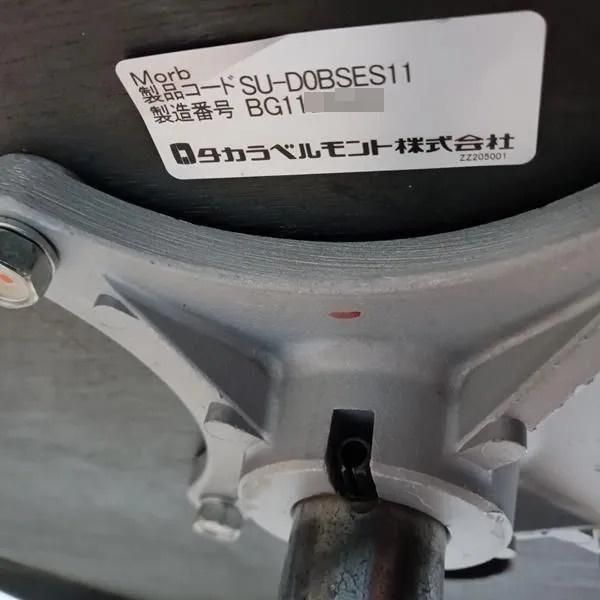 Morb
製品コード SU-D0BSES11
製造番号 BG11
タカラベルモント株式会社
ZZ205001